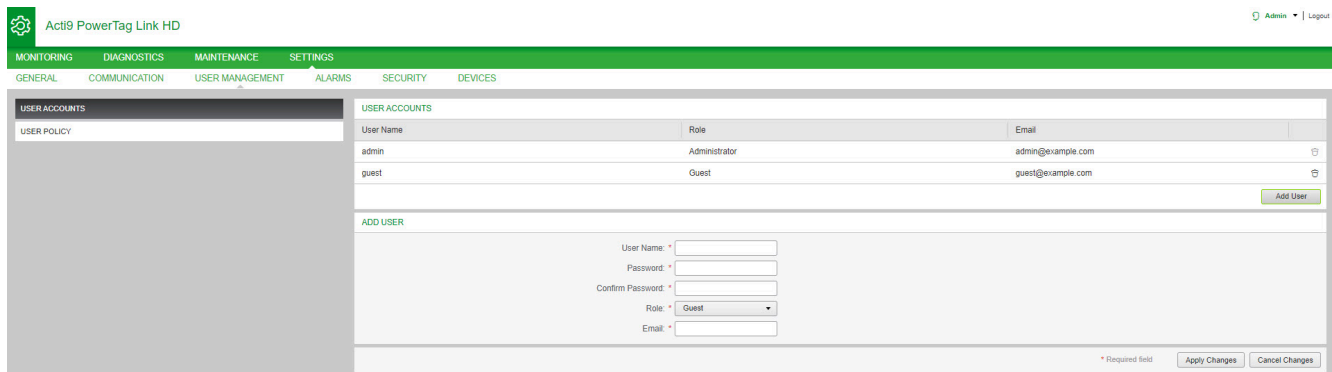 Acti9 PowerTag Link HD
Admin | Logout
MONITORING DIAGNOSTICS MAINTENANCE SETTINGS
GENERAL COMMUNICATION USER MANAGEMENT ALARMS SECURITY DEVICES
USER ACCOUNTS
USER POLICY
USER ACCOUNTS
User Name Role Email
admin Administrator admin@example.com
guest Guest guest@example.com
Add User
ADD USER
User Name: *
Password: *
Confirm Password: *
Role: * Guest
Email: *
* Required field Apply Changes Cancel Changes